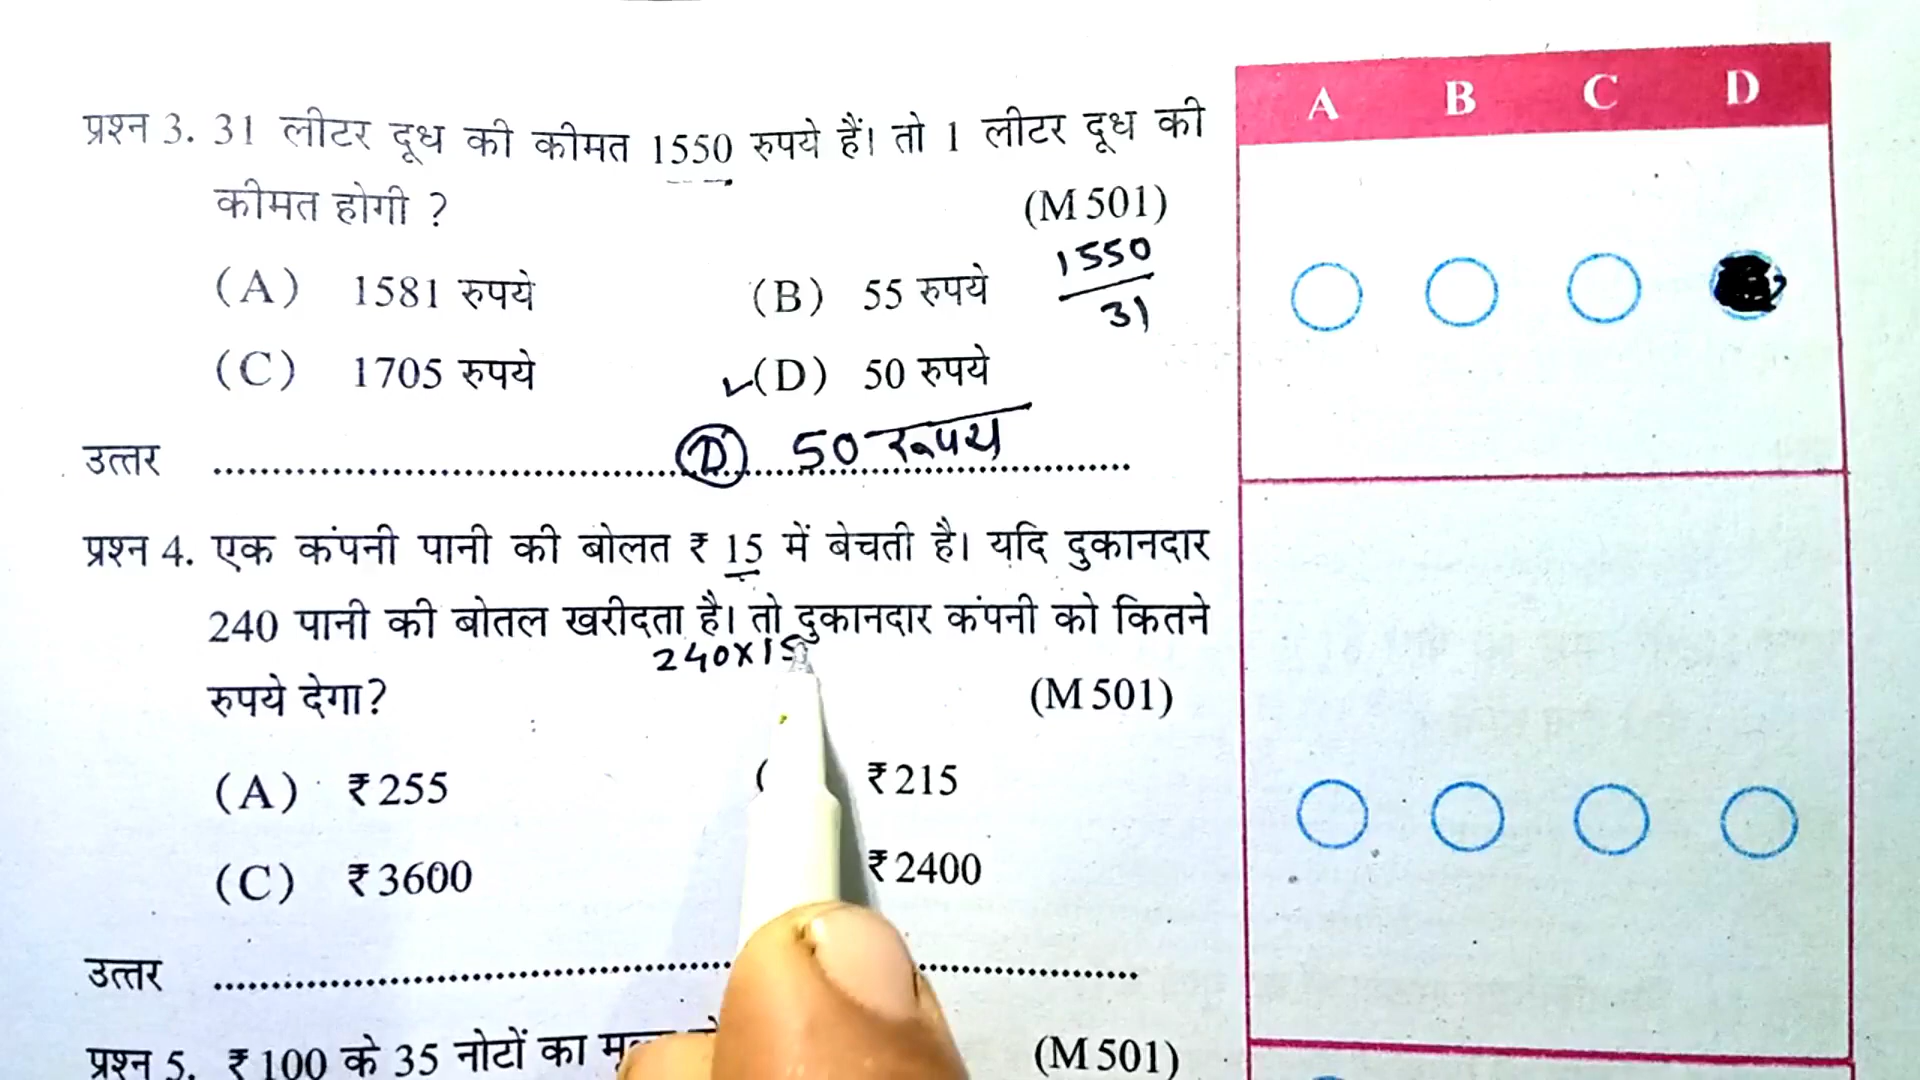 A B C D
प्रश्न 3. 31 लीटर दूध की कीमत 1550 रुपये हैं। तो 1 लीटर दूध की
कीमत होगी ? (M 501)
1550
31
(A) 1581 रुपये (B) 55 रुपये
(C) 1705 रुपये (D) 50 रुपये
उत्तर (D) 50 रूपये
प्रश्न 4. एक कंपनी पानी की बोलत ₹ 15 में बेचती है। यदि दुकानदार
240 पानी की बोतल खरीदता है। तो दुकानदार कंपनी को कितने
240×15
रुपये देगा? (M 501)
(A) ₹ 255 ( ₹ 215
(C) ₹ 3600 ₹ 2400
उत्तर
प्रश्न 5. ₹ 100 के 35 नोटों का (M 501)